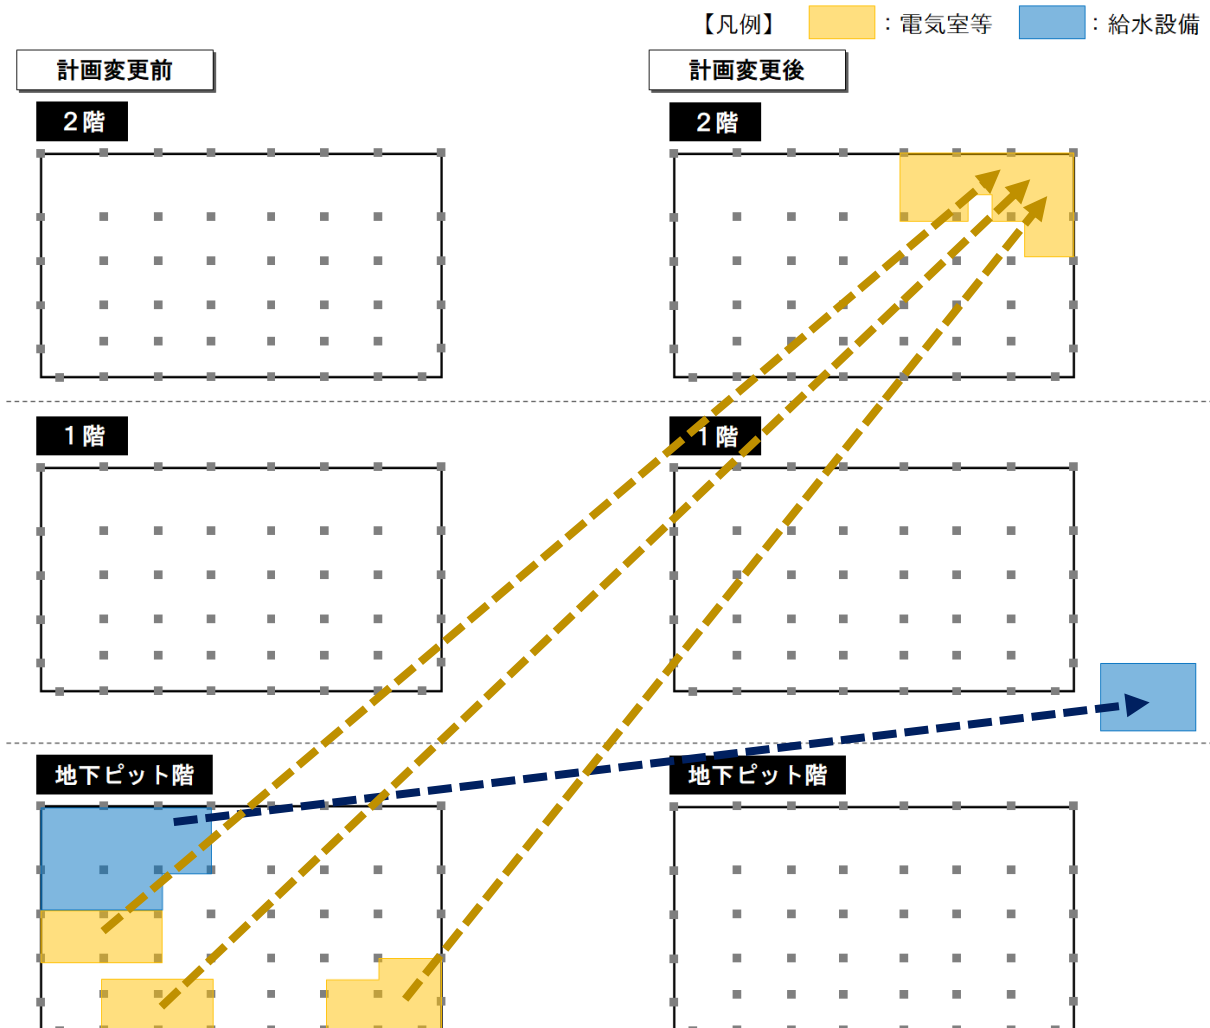 【凡例】 ：電気室等 ：給水設備
計画変更前 計画変更後
２階 ２階
１階 １階
地下ピット階 地下ピット階